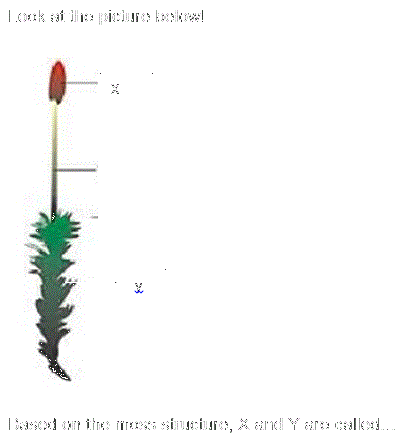 Look at the picture below!
X
Y
Based on the moss structure, X and Y are called...